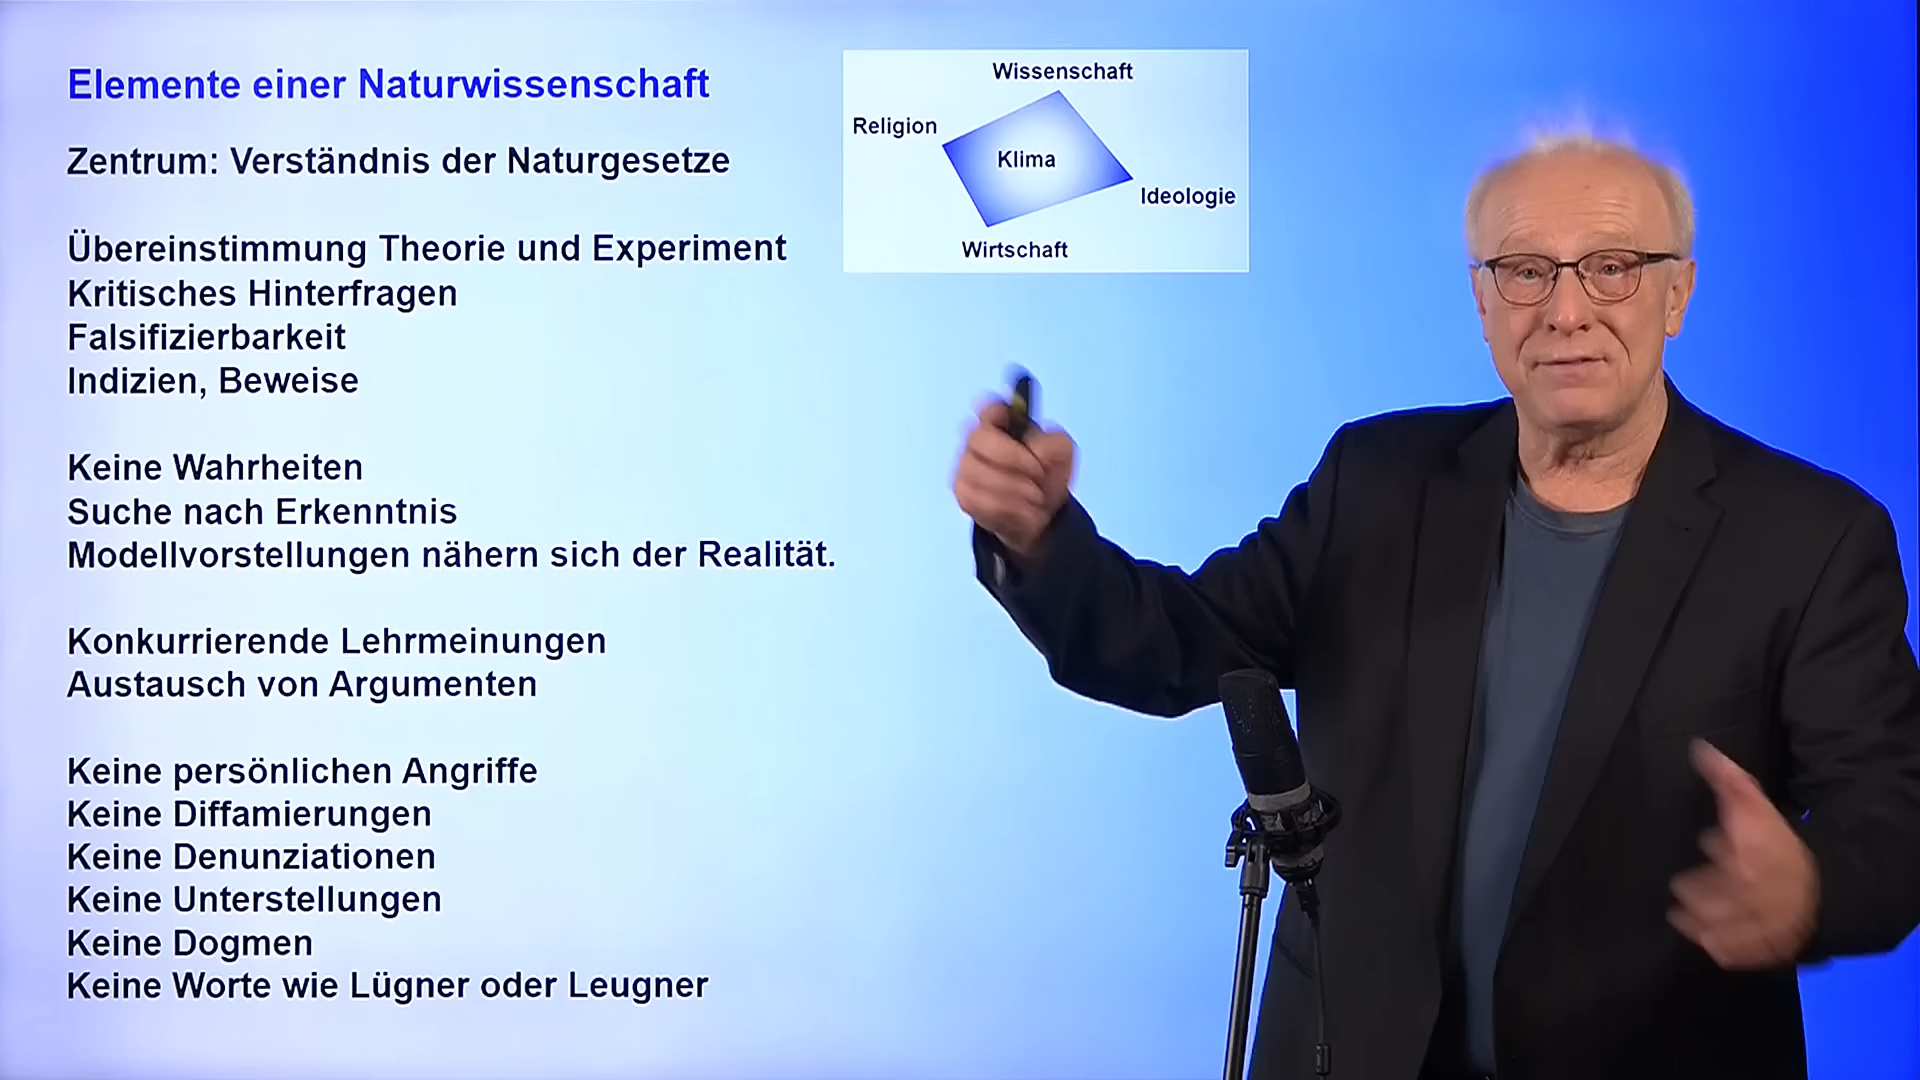 Elemente einer Naturwissenschaft
Zentrum: Verständnis der Naturgesetze
Übereinstimmung Theorie und Experiment
Kritisches Hinterfragen
Falsifizierbarkeit
Indizien, Beweise
Keine Wahrheiten
Suche nach Erkenntnis
Modellvorstellungen nähern sich der Realität.
Konkurrierende Lehrmeinungen
Austausch von Argumenten
Keine persönlichen Angriffe
Keine Diffamierungen
Keine Denunziationen
Keine Unterstellungen
Keine Dogmen
Keine Worte wie Lügner oder Leugner
Wissenschaft
Religion
Klima
Ideologie
Wirtschaft